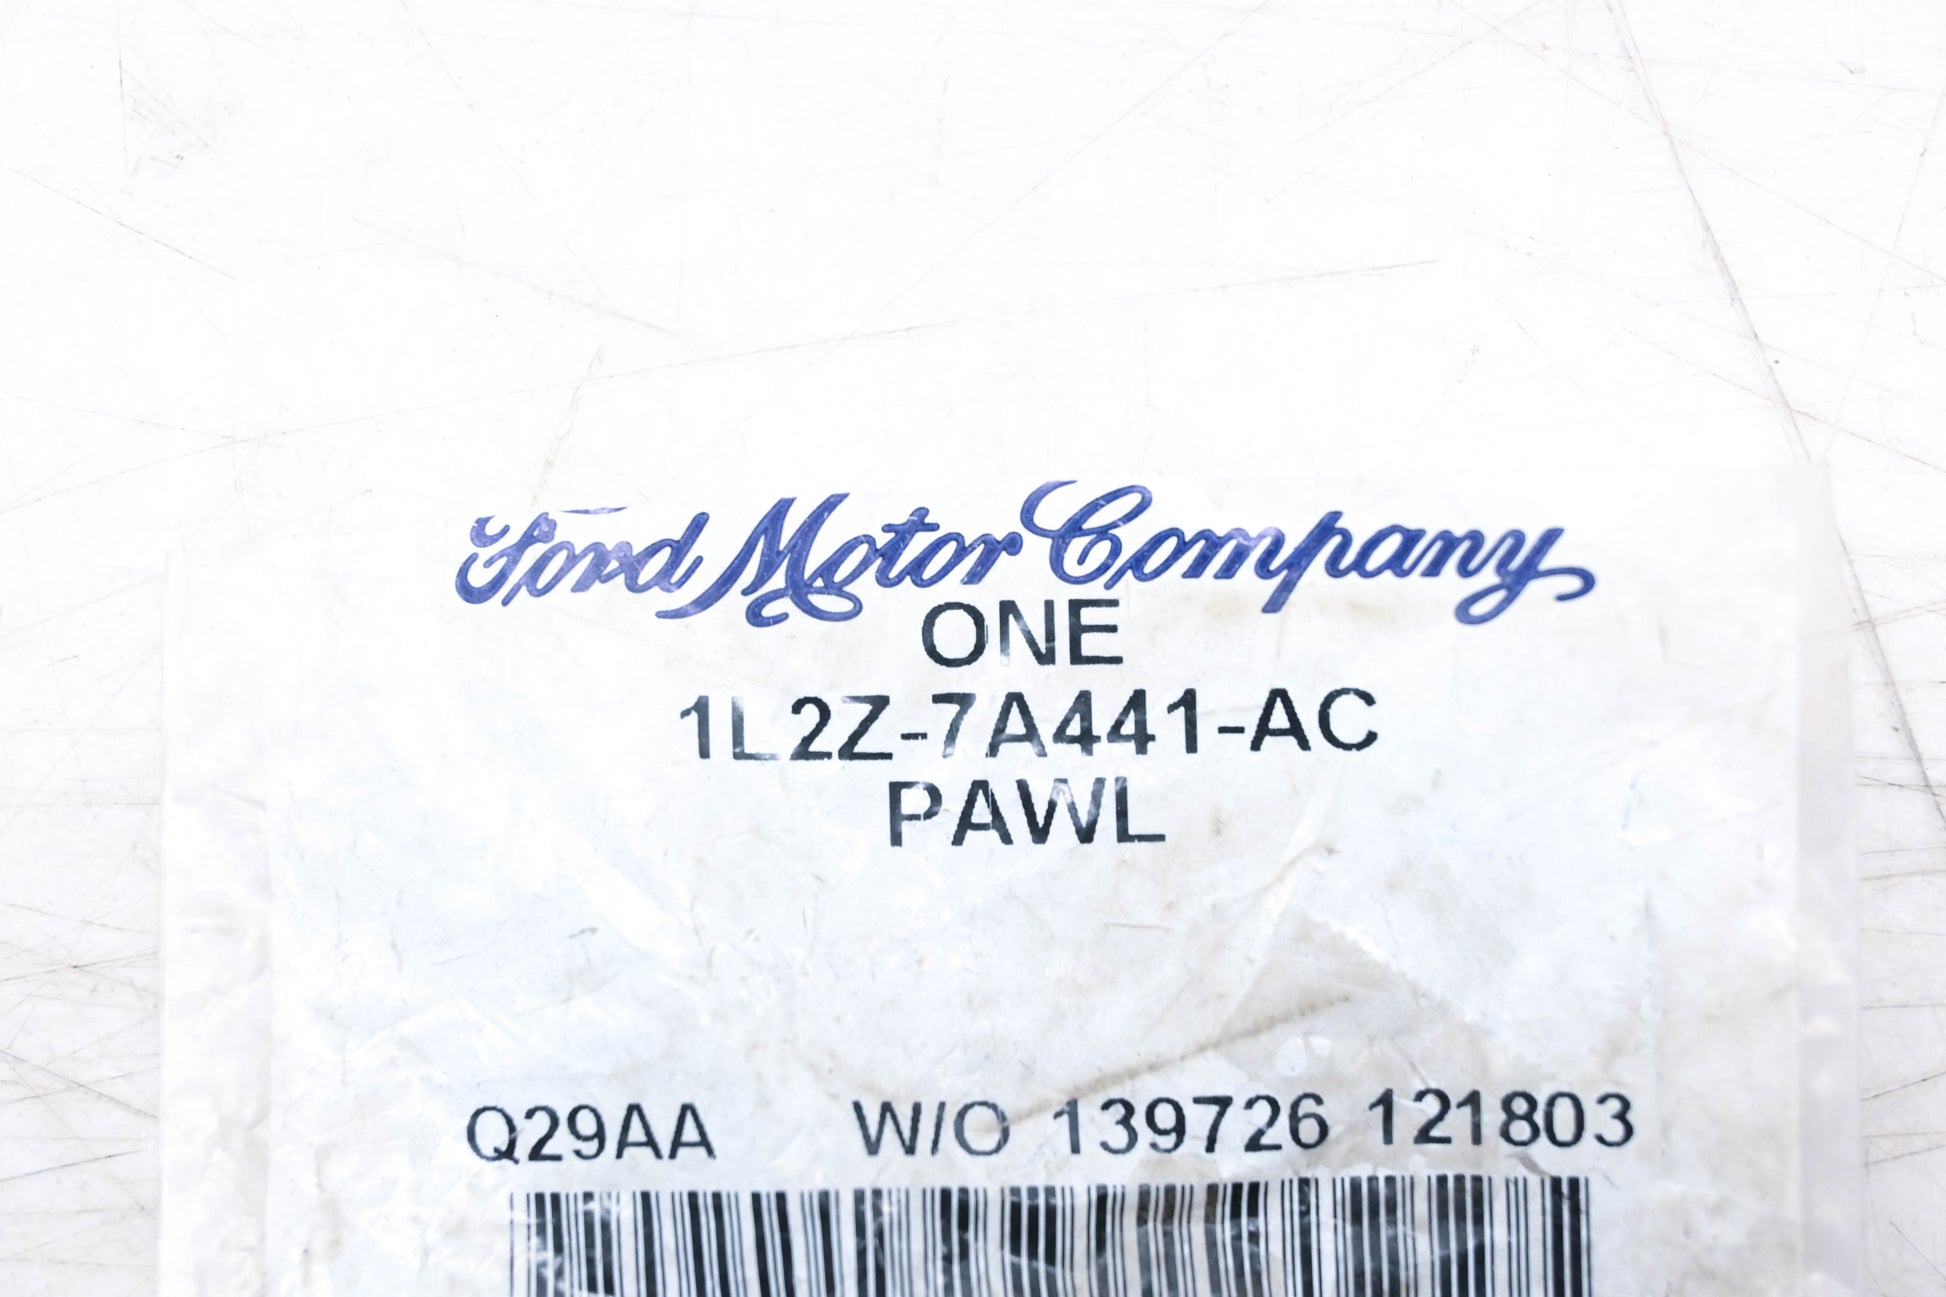 Ford Motor Company
ONE
1L2Z-7A441-AC
PAWL
Q29AA W/O 139726 121803